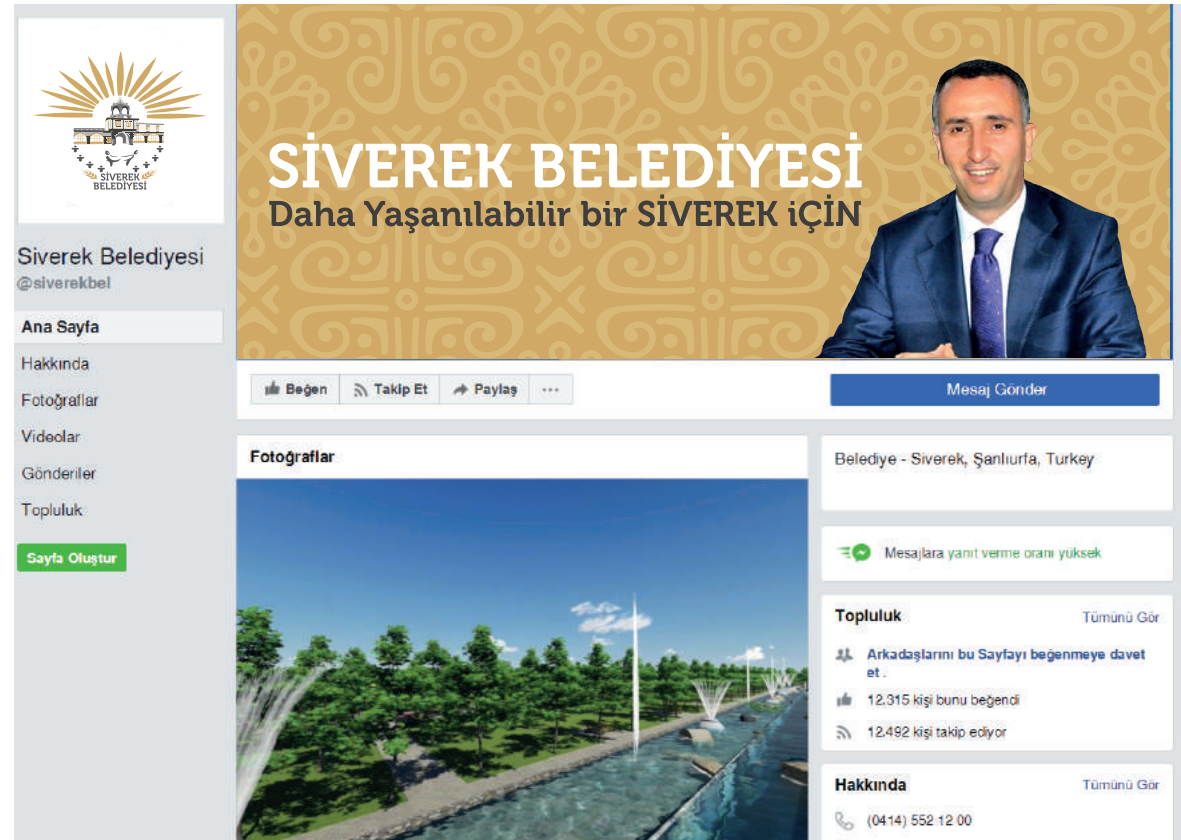 SİVEREK
BELEDİYESİ
Siverek Belediyesi
@siverekbel
Ana Sayfa
Hakkında
Fotoğraflar
Videolar
Gönderiler
Topluluk
Sayfa Oluştur
SİVEREK BELEDİYESİ
Daha Yaşanılabilir bir SİVEREK iÇİN
Beğen Takip Et Paylaş ...
Mesaj Gönder
Fotoğraflar
Belediye - Siverek, Şanlıurfa, Turkey
Mesajlara yanıt verme oranı yüksek
Topluluk Tümünü Gör
Arkadaşlarını bu Sayfayı beğenmeye davet
et .
12.315 kişi bunu beğendi
12.492 kişi takip ediyor
Hakkında Tümünü Gör
(0414) 552 12 00